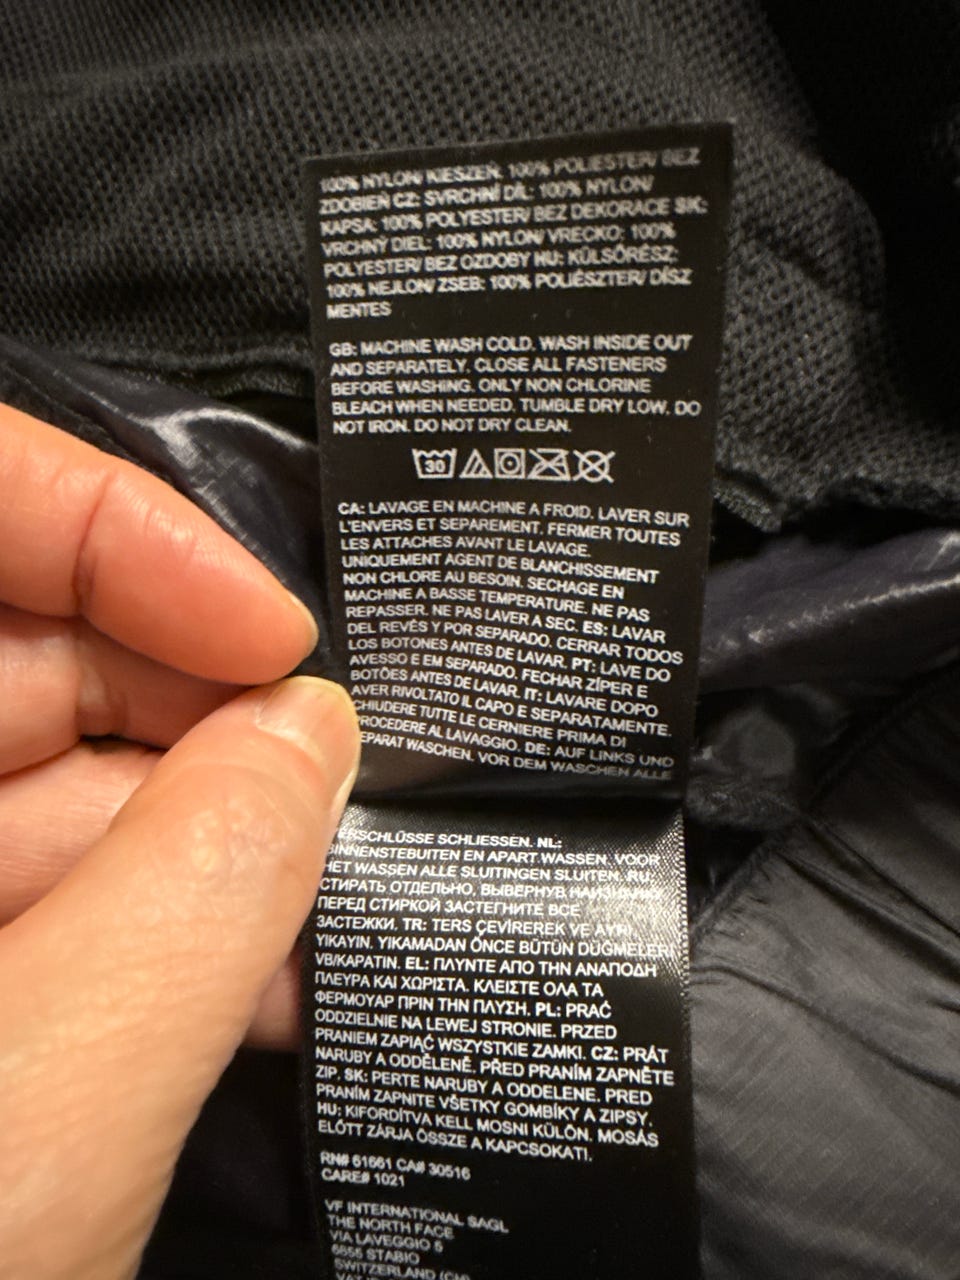 100% NYLON/ KIESZEŃ: 100% POLIESTER/ BEZ
ZDOBIEŃ CZ: SVRCHNÍ DÍL: 100% NYLON/
KAPSA: 100% POLYESTER/ BEZ DEKORACE SK:
VRCHNÝ DIEL: 100% NYLON/ VRECKO: 100%
POLYESTER/ BEZ OZDOBY HU: KÜLSŐRÉSZ:
100% NEJLON/ ZSEB: 100% POLIÉSZTER/ DÍSZ
MENTES
GB: MACHINE WASH COLD. WASH INSIDE OUT
AND SEPARATELY. CLOSE ALL FASTENERS
BEFORE WASHING. ONLY NON CHLORINE
BLEACH WHEN NEEDED. TUMBLE DRY LOW. DO
NOT IRON. DO NOT DRY CLEAN.
30
CA: LAVAGE EN MACHINE A FROID. LAVER SUR
L'ENVERS ET SEPAREMENT. FERMER TOUTES
LES ATTACHES AVANT LE LAVAGE.
UNIQUEMENT AGENT DE BLANCHISSEMENT
NON CHLORE AU BESOIN. SECHAGE EN
MACHINE A BASSE TEMPERATURE. NE PAS
REPASSER. NE PAS LAVER A SEC. ES: LAVAR
DEL REVÉS Y POR SEPARADO. CERRAR TODOS
LOS BOTONES ANTES DE LAVAR. PT: LAVE DO
AVESSO E EM SEPARADO. FECHAR ZÍPER E
BOTÕES ANTES DE LAVAR. IT: LAVARE DOPO
AVER RIVOLTATO IL CAPO E SEPARATAMENTE.
CHIUDERE TUTTE LE CERNIERE PRIMA DI
PROCEDERE AL LAVAGGIO. DE: AUF LINKS UND
SEPARAT WASCHEN. VOR DEM WASCHEN ALLE
VERSCHLÜSSE SCHLIESSEN. NL:
BINNENSTEBUITEN EN APART WASSEN. VOOR
HET WASSEN ALLE SLUITINGEN SLUITEN. RU:
СТИРАТЬ ОТДЕЛЬНО, ВЫВЕРНУВ НАИЗНАНКУ.
ПЕРЕД СТИРКОЙ ЗАСТЕГНИТЕ ВСЕ
ЗАСТЕЖКИ. TR: TERS ÇEVİREREK VE AYRI
YIKAYIN. YIKAMADAN ÖNCE BÜTÜN DÜĞMELERİ
VB/KAPATIN. EL: ΠΛΥΝΤΕ ΑΠΟ ΤΗΝ ΑΝΑΠΟΔΗ
ΠΛΕΥΡΑ ΚΑΙ ΧΩΡΙΣΤΑ. ΚΛΕΙΣΤΕ ΟΛΑ ΤΑ
ΦΕΡΜΟΥΑΡ ΠΡΙΝ ΤΗΝ ΠΛΥΣΗ. PL: PRAĆ
ODDZIELNIE NA LEWEJ STRONIE. PRZED
PRANIEM ZAPIĄĆ WSZYSTKIE ZAMKI. CZ: PRÁT
NARUBY A ODDĚLENĚ. PŘED PRANÍM ZAPNĚTE
ZIP. SK: PERTE NARUBY A ODDELENE. PRED
PRANÍM ZAPNITE VŠETKY GOMBÍKY A ZIPSY.
HU: KIFORDÍTVA KELL MOSNI KÜLÖN. MOSÁS
ELŐTT ZÁRJA ÖSSZE A KAPCSOKAT!.
RN# 61661 CA# 30516
CARE# 1021
VF INTERNATIONAL SAGL
THE NORTH FACE
VIA LAVEGGIO 5
6855 STABIO
SWITZERLAND (CH)